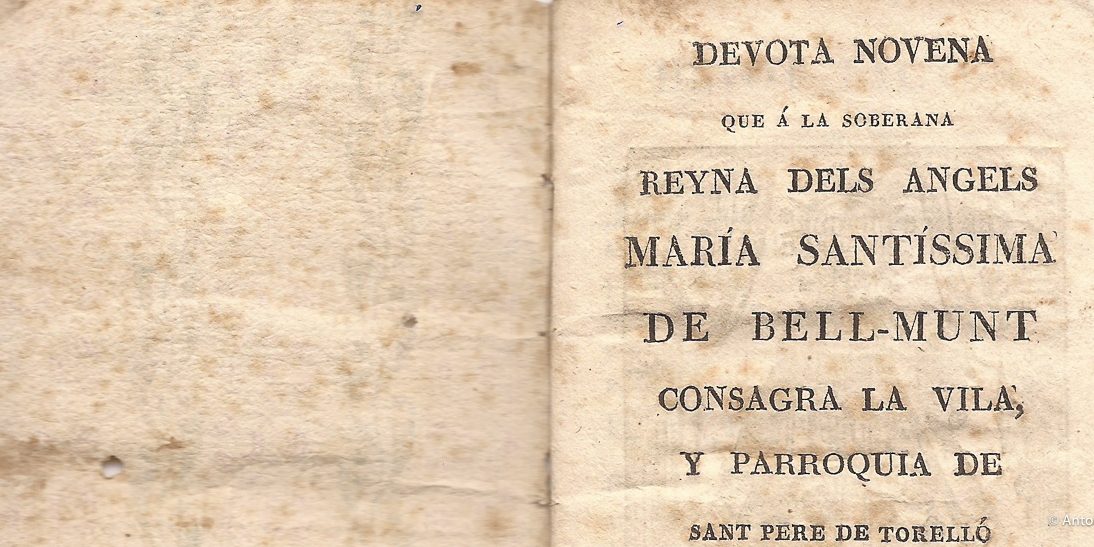 DEVOTA NOVENA
QUE Á LA SOBERANA
REYNA DELS ANGELS
MARÍA SANTÍSSIMA
DE BELL-MUNT
CONSAGRA LA VILA,
Y PARROQUIA DE
SANT PERE DE TORELLÓ
© Anto